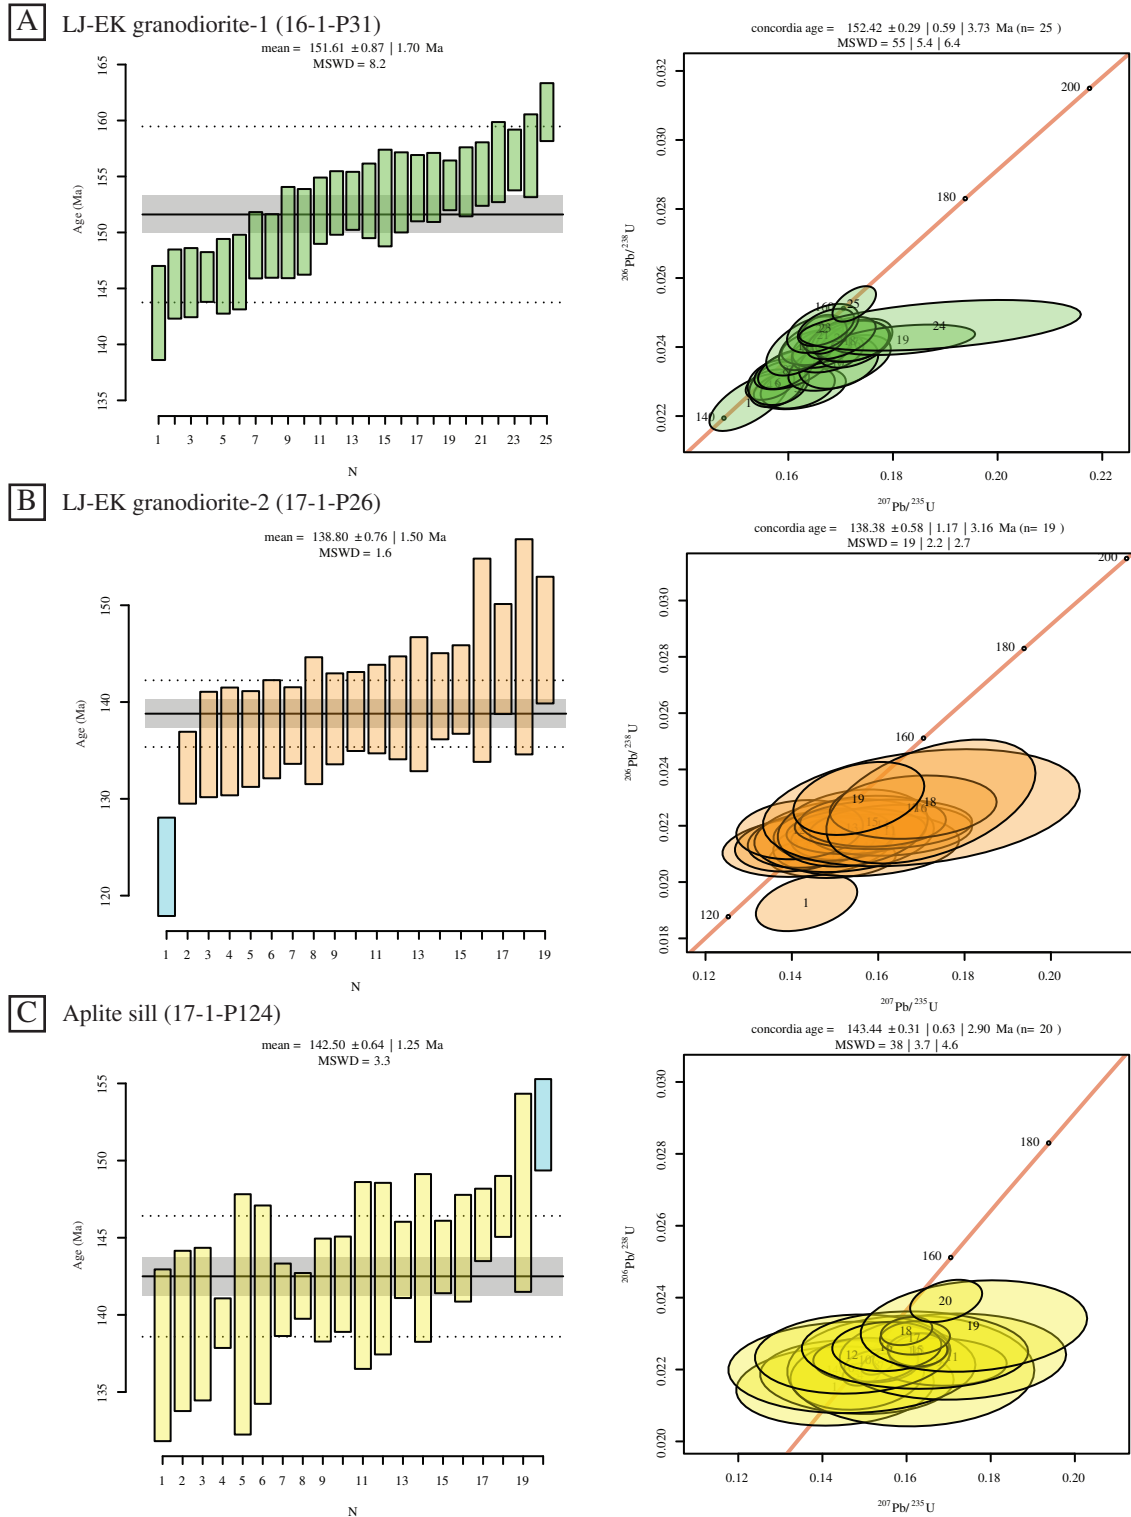 A LJ-EK granodiorite-1 (16-1-P31)
mean = 151.61 ±0.87 | 1.70 Ma
MSWD = 8.2
Age (Ma)
165
160
155
150
145
140
135
1 3 5 7 9 11 13 15 17 19 21 23 25
N
concordia age = 152.42 ±0.29 | 0.59 | 3.73 Ma (n= 25 )
MSWD = 55 | 5.4 | 6.4
206Pb/238U
0.032
0.030
0.028
0.026
0.024
0.022
200
180
160
140
25
24
19
23
6
1
0.16 0.18 0.20 0.22
207Pb/235U
B LJ-EK granodiorite-2 (17-1-P26)
mean = 138.80 ±0.76 | 1.50 Ma
MSWD = 1.6
Age (Ma)
150
140
130
120
1 2 3 4 5 6 7 8 9 11 13 15 17 19
N
concordia age = 138.38 ±0.58 | 1.17 | 3.16 Ma (n= 19 )
MSWD = 19 | 2.2 | 2.7
206Pb/238U
0.030
0.028
0.026
0.024
0.022
0.020
0.018
200
180
160
120
19
18
16
15
1
0.12 0.14 0.16 0.18 0.20
207Pb/235U
C Aplite sill (17-1-P124)
mean = 142.50 ±0.64 | 1.25 Ma
MSWD = 3.3
Age (Ma)
155
150
145
140
135
1 2 3 4 5 6 7 8 9 11 13 15 17 19
N
concordia age = 143.44 ±0.31 | 0.63 | 2.90 Ma (n= 20 )
MSWD = 38 | 3.7 | 4.6
206Pb/238U
0.030
0.028
0.026
0.024
0.022
0.020
180
160
20
19
18
17
12
15
11
0.12 0.14 0.16 0.18 0.20
207Pb/235U